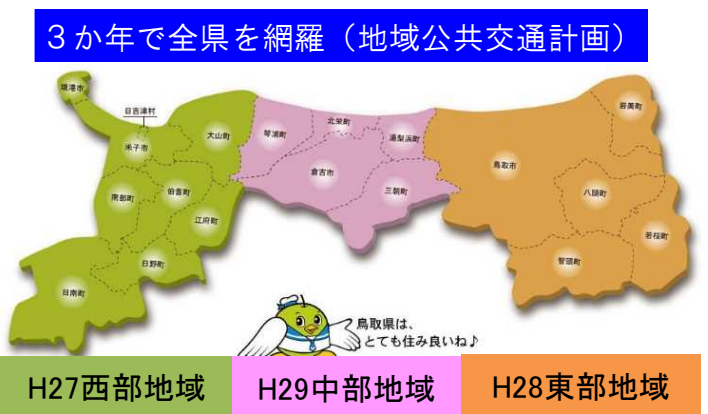 ３か年で全県を網羅（地域公共交通計画）
境港市
日吉津村
米子市
大山町
南部町
伯耆町
江府町
日野町
日南町
琴浦町
北栄町
湯梨浜町
倉吉市
三朝町
岩美町
鳥取市
八頭町
若桜町
智頭町
鳥取県は、
とても住み良いね♪
H27西部地域
H29中部地域
H28東部地域